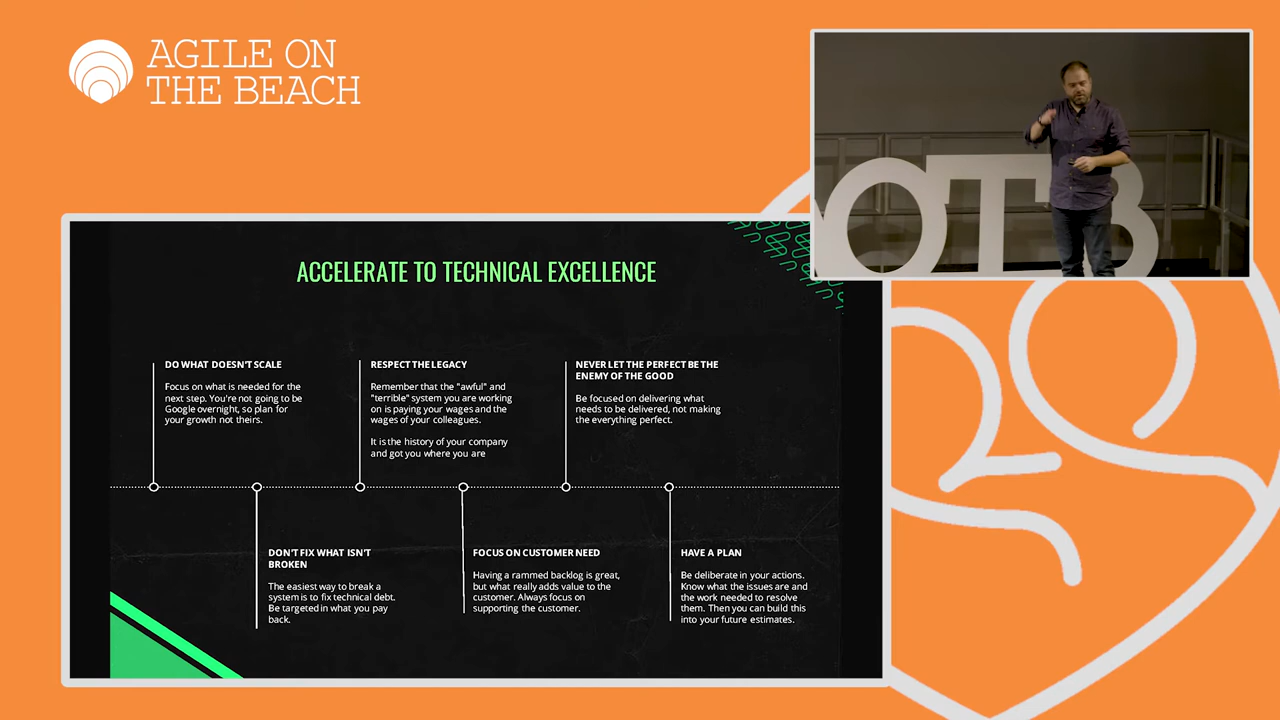 AGILE ON
THE BEACH
OTB
ACCELERATE TO TECHNICAL EXCELLENCE
DO WHAT DOESN'T SCALE
Focus on what is needed for the
next step. You're not going to be
Google overnight, so plan for
your growth not theirs.
RESPECT THE LEGACY
Remember that the "awful" and
"terrible" system you are working
on is paying your wages and the
wages of your colleagues.
It is the history of your company
and got you where you are
NEVER LET THE PERFECT BE THE
ENEMY OF THE GOOD
Be focused on delivering what
needs to be delivered, not making
the everything perfect.
DON'T FIX WHAT ISN'T
BROKEN
The easiest way to break a
system is to fix technical debt.
Be targeted in what you pay
back.
FOCUS ON CUSTOMER NEED
Having a rammed backlog is great,
but what really adds value to the
customer. Always focus on
supporting the customer.
HAVE A PLAN
Be deliberate in your actions.
Know what the issues are and
the work needed to resolve
them. Then you can build this
into your future estimates.